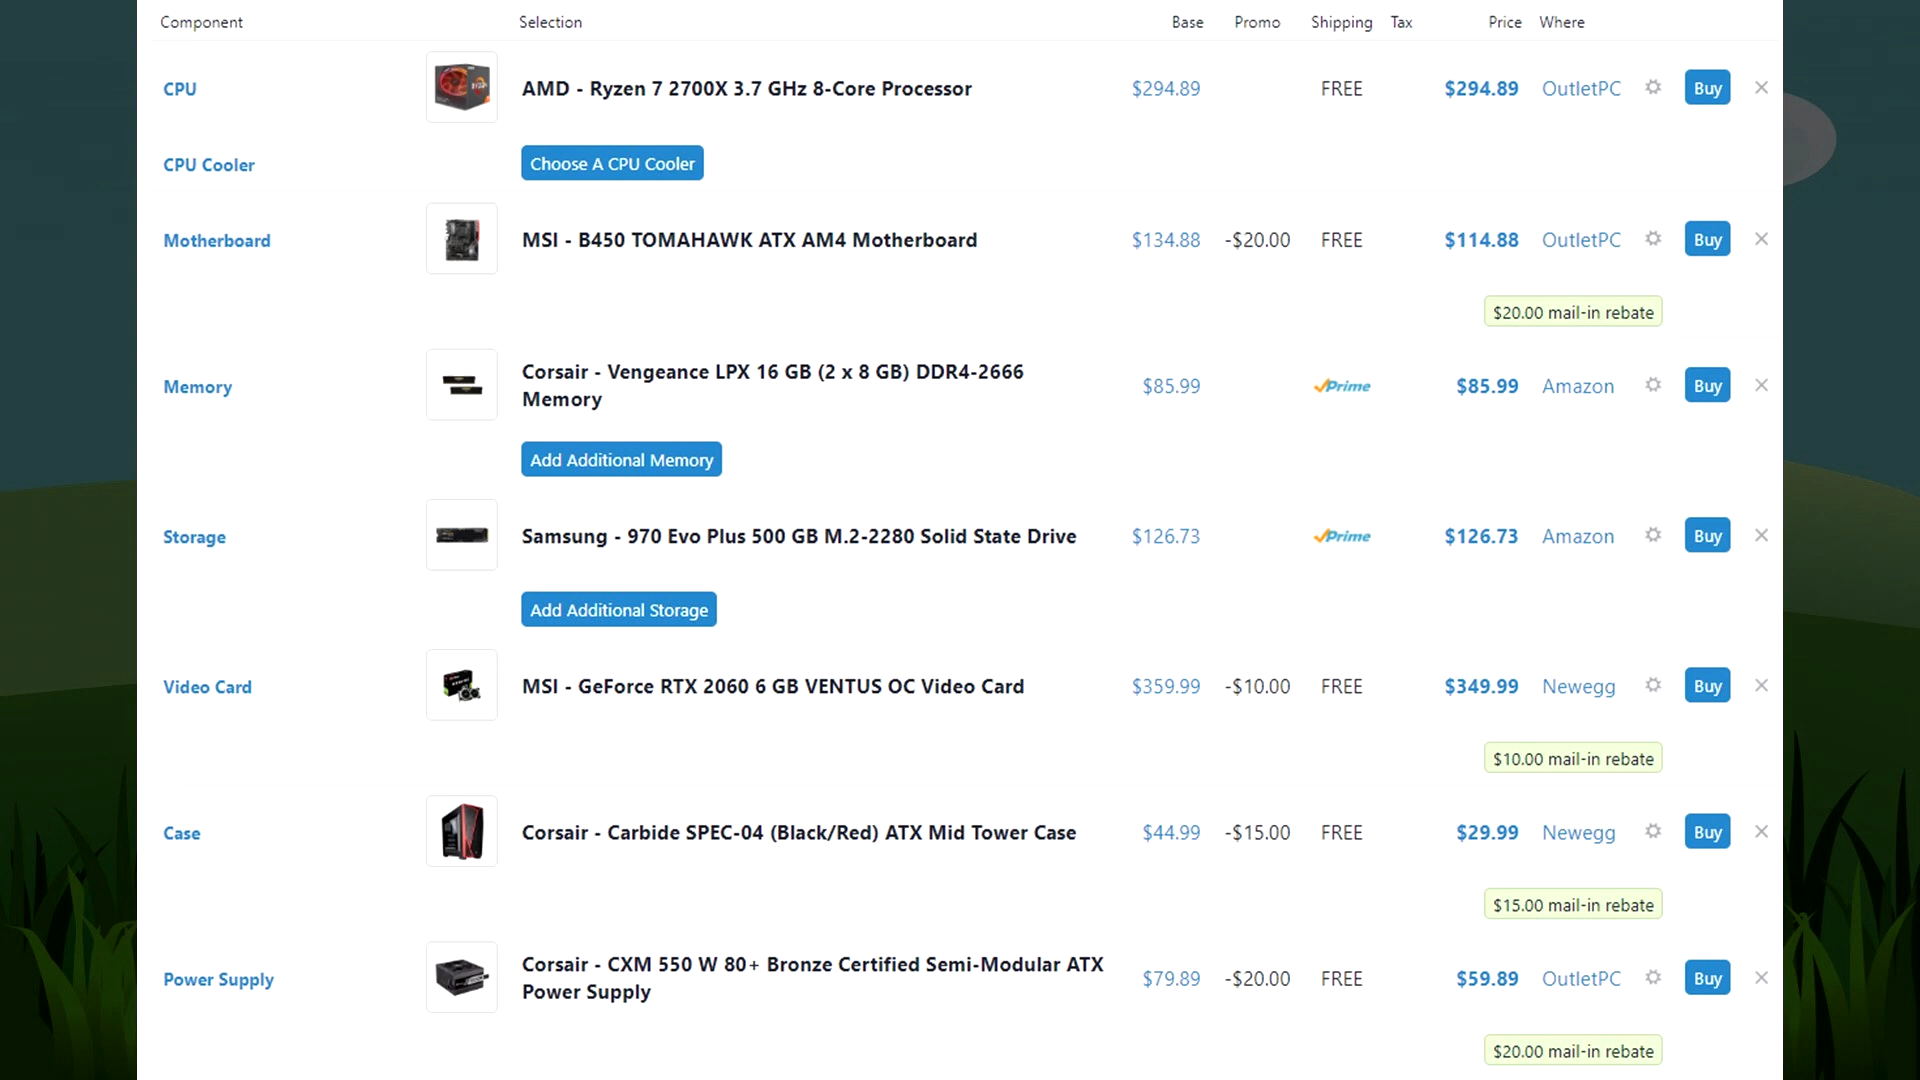 Component Selection Base Promo Shipping Tax Price Where
CPU AMD - Ryzen 7 2700X 3.7 GHz 8-Core Processor $294.89 FREE $294.89 OutletPC Buy
CPU Cooler Choose A CPU Cooler
Motherboard MSI - B450 TOMAHAWK ATX AM4 Motherboard $134.88 -$20.00 FREE $114.88 OutletPC Buy
$20.00 mail-in rebate
Memory Corsair - Vengeance LPX 16 GB (2 x 8 GB) DDR4-2666
Memory $85.99 Prime $85.99 Amazon Buy
Add Additional Memory
Storage Samsung - 970 Evo Plus 500 GB M.2-2280 Solid State Drive $126.73 Prime $126.73 Amazon Buy
Add Additional Storage
Video Card MSI - GeForce RTX 2060 6 GB VENTUS OC Video Card $359.99 -$10.00 FREE $349.99 Newegg Buy
$10.00 mail-in rebate
Case Corsair - Carbide SPEC-04 (Black/Red) ATX Mid Tower Case $44.99 -$15.00 FREE $29.99 Newegg Buy
$15.00 mail-in rebate
Power Supply Corsair - CXM 550 W 80+ Bronze Certified Semi-Modular ATX
Power Supply $79.89 -$20.00 FREE $59.89 OutletPC Buy
$20.00 mail-in rebate